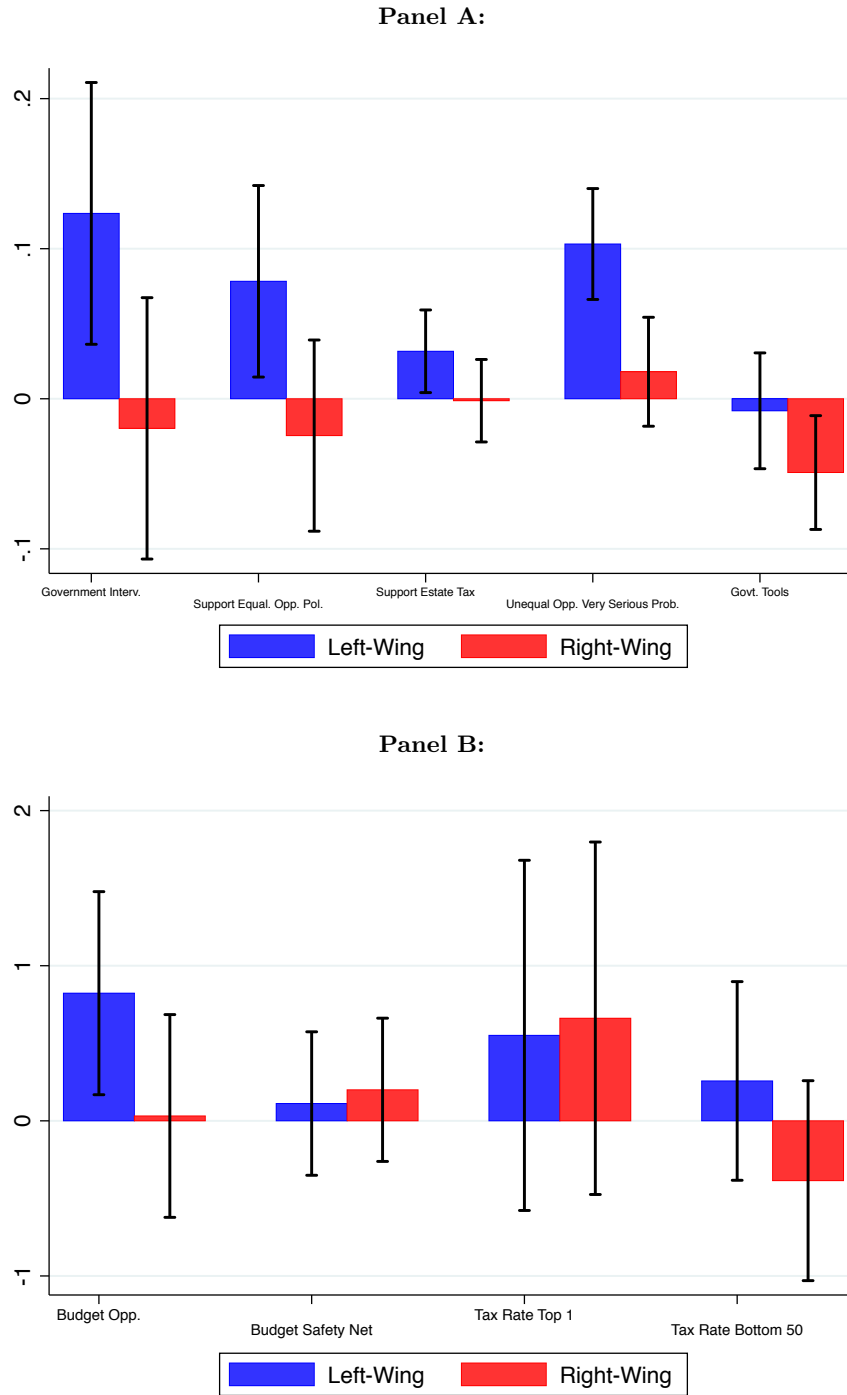 Panel A:
.2
.1
0
-.1
Government Interv.
Support Equal. Opp. Pol.
Support Estate Tax
Unequal Opp. Very Serious Prob.
Govt. Tools
Left-Wing Right-Wing
Panel B:
2
1
0
-1
Budget Opp.
Budget Safety Net
Tax Rate Top 1
Tax Rate Bottom 50
Left-Wing Right-Wing